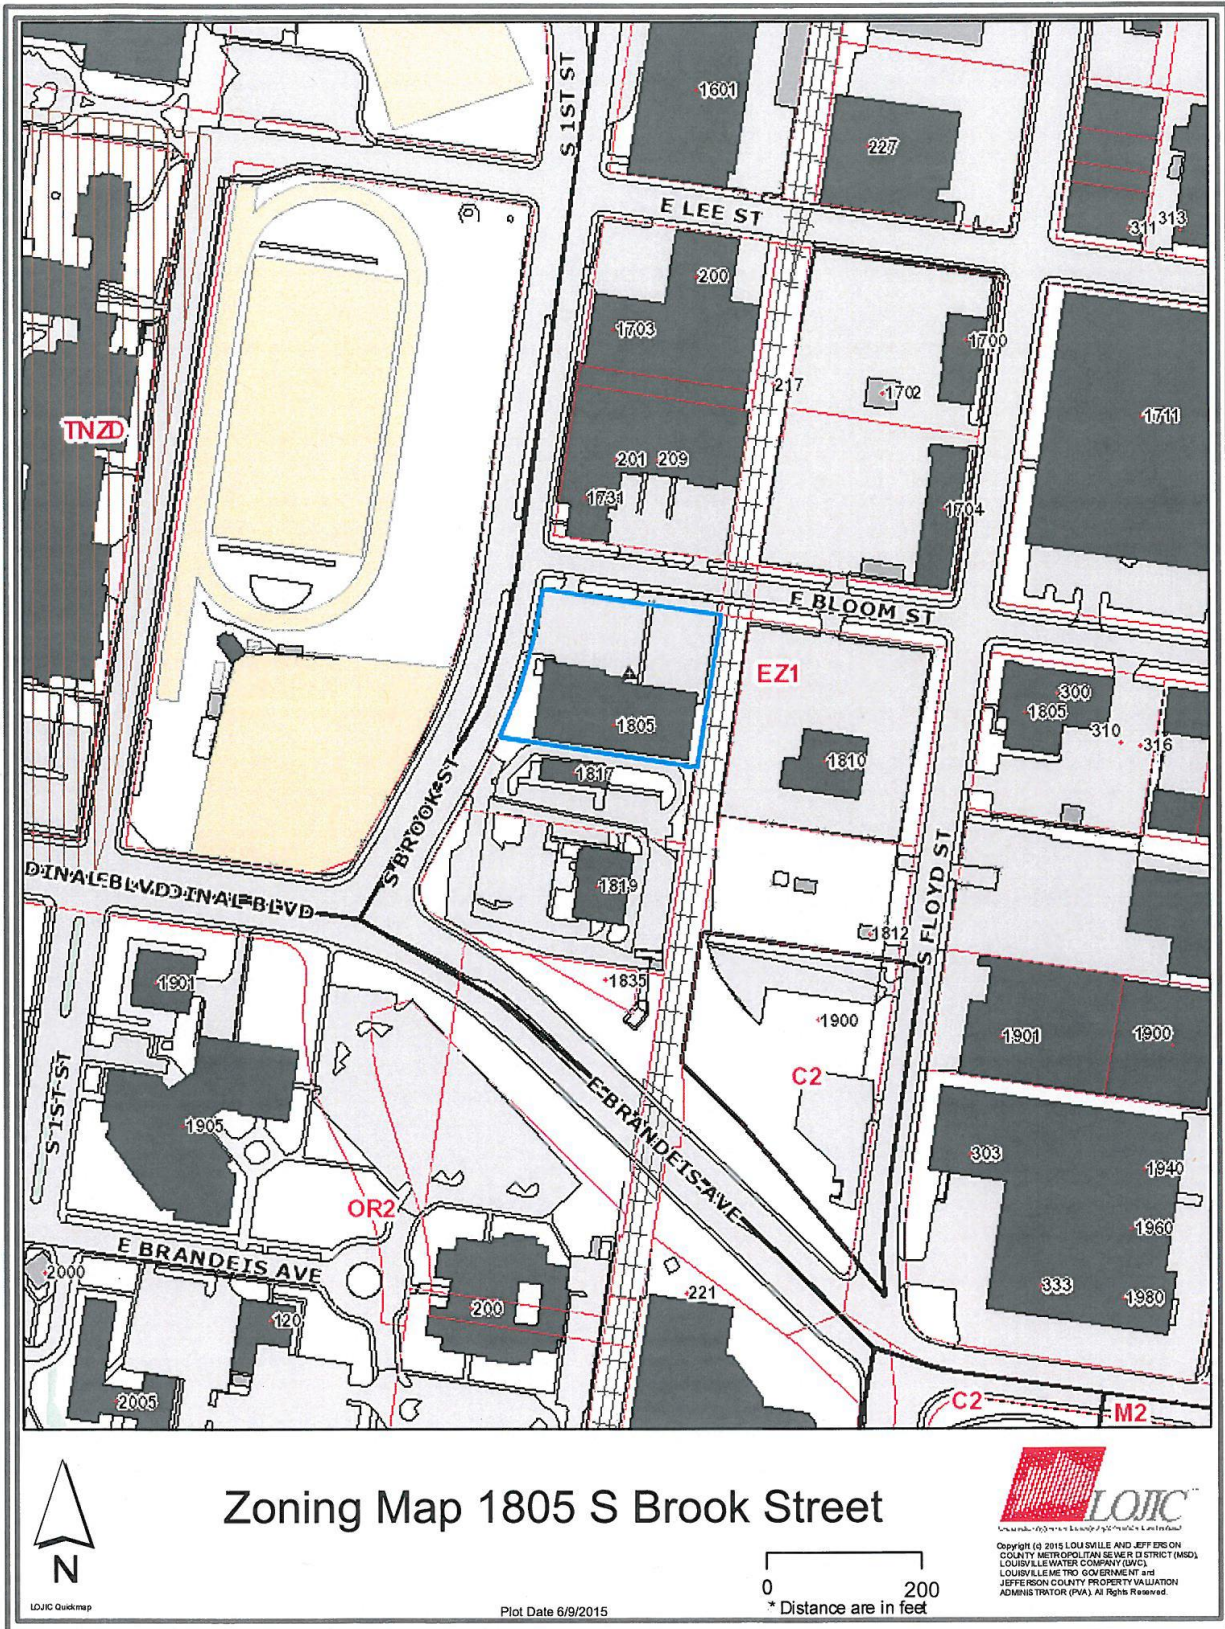 1601
S 1ST ST
227
E LEE ST
311
313
200
1703
1700
217
1702
1711
TNZD
201
209
1731
1704
E BLOOM ST
EZ1
300
1805
1805
310
316
1810
1817
S BROOK ST
S FLOYD ST
1819
DINAL BLVD
DINAL BLVD
1812
1901
1835
1900
1901
1900
C2
S 1ST ST
E BRANDEIS AVE
1905
303
1940
OR2
1960
E BRANDEIS AVE
2000
221
333
1980
200
120
2005
C2
M2
N
Zoning Map 1805 S Brook Street
LOJIC
0 200
* Distance are in feet
Copyright (c) 2015 LOUISVILLE AND JEFFERSON
COUNTY METROPOLITAN SEWER DISTRICT (MSD),
LOUISVILLE WATER COMPANY (LWC),
LOUISVILLE METRO GOVERNMENT and
JEFFERSON COUNTY PROPERTY VALUATION
ADMINISTRATOR (PVA). All Rights Reserved.
LOJIC Quickmap
Plot Date 6/9/2015